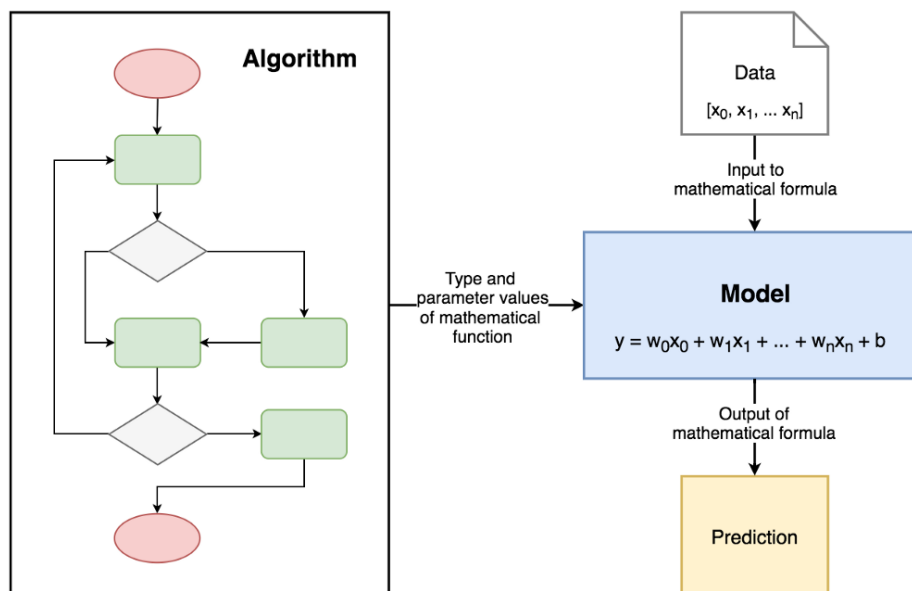 Algorithm
Data
[x₀, x₁, ... xₙ]
Input to
mathematical formula
Type and
parameter values
of mathematical
function
Model
y = w₀x₀ + w₁x₁ + ... + wₙxₙ + b
Output of
mathematical formula
Prediction